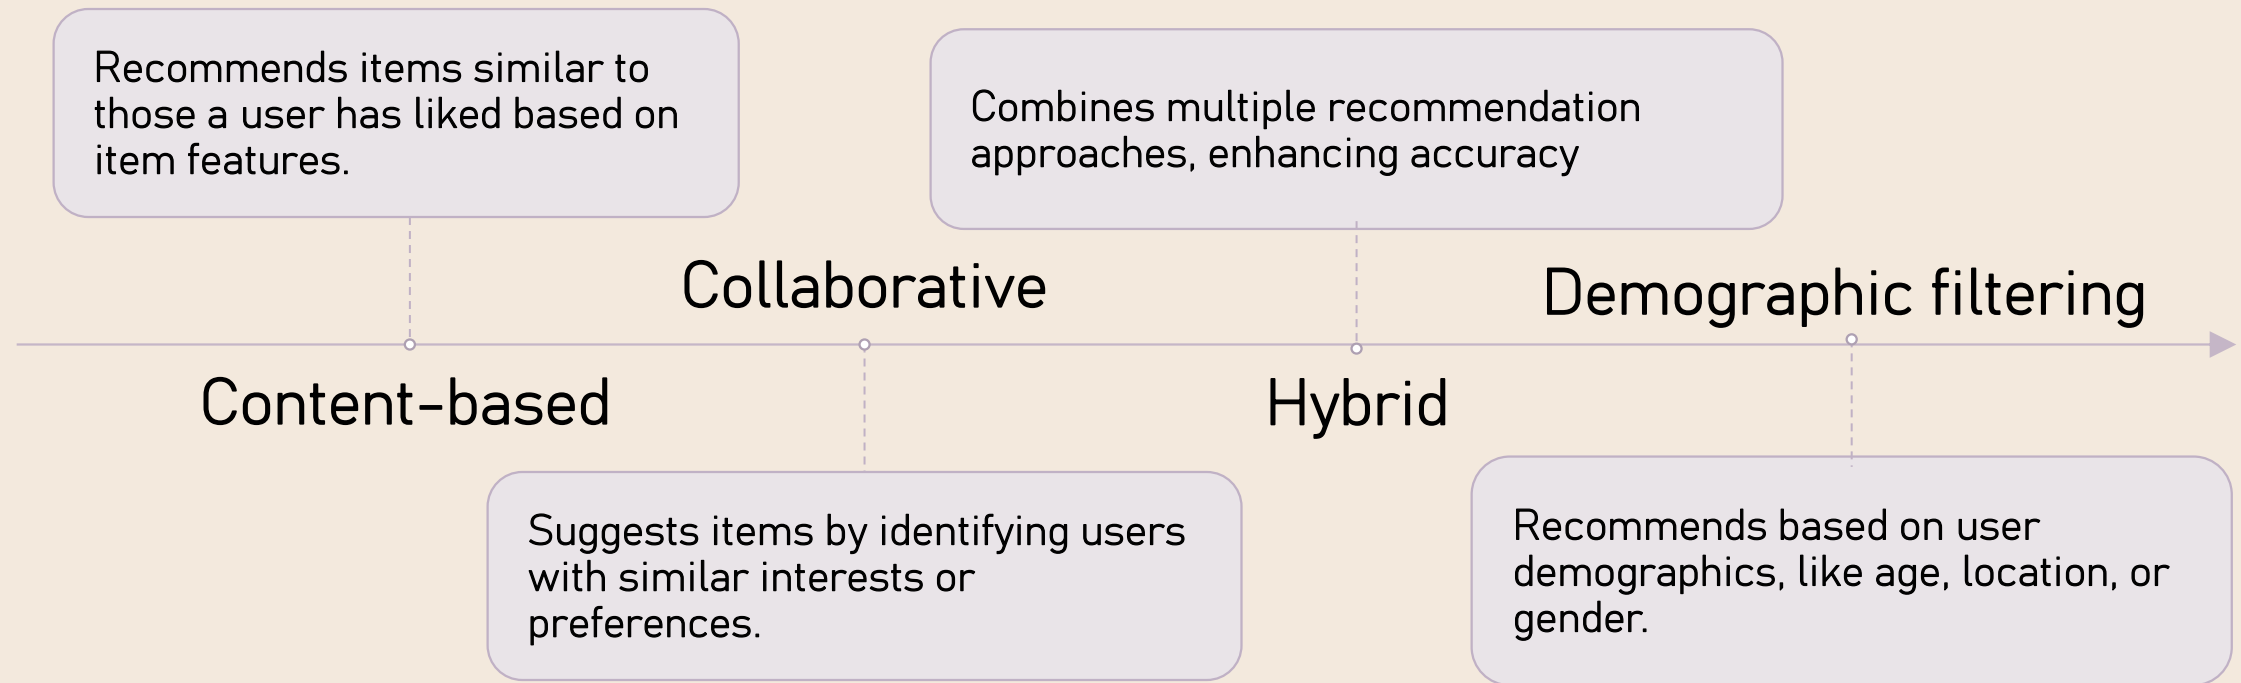 Recommends items similar to
those a user has liked based on
item features.
Combines multiple recommendation
approaches, enhancing accuracy
Collaborative
Demographic filtering
Content-based
Hybrid
Suggests items by identifying users
with similar interests or
preferences.
Recommends based on user
demographics, like age, location, or
gender.